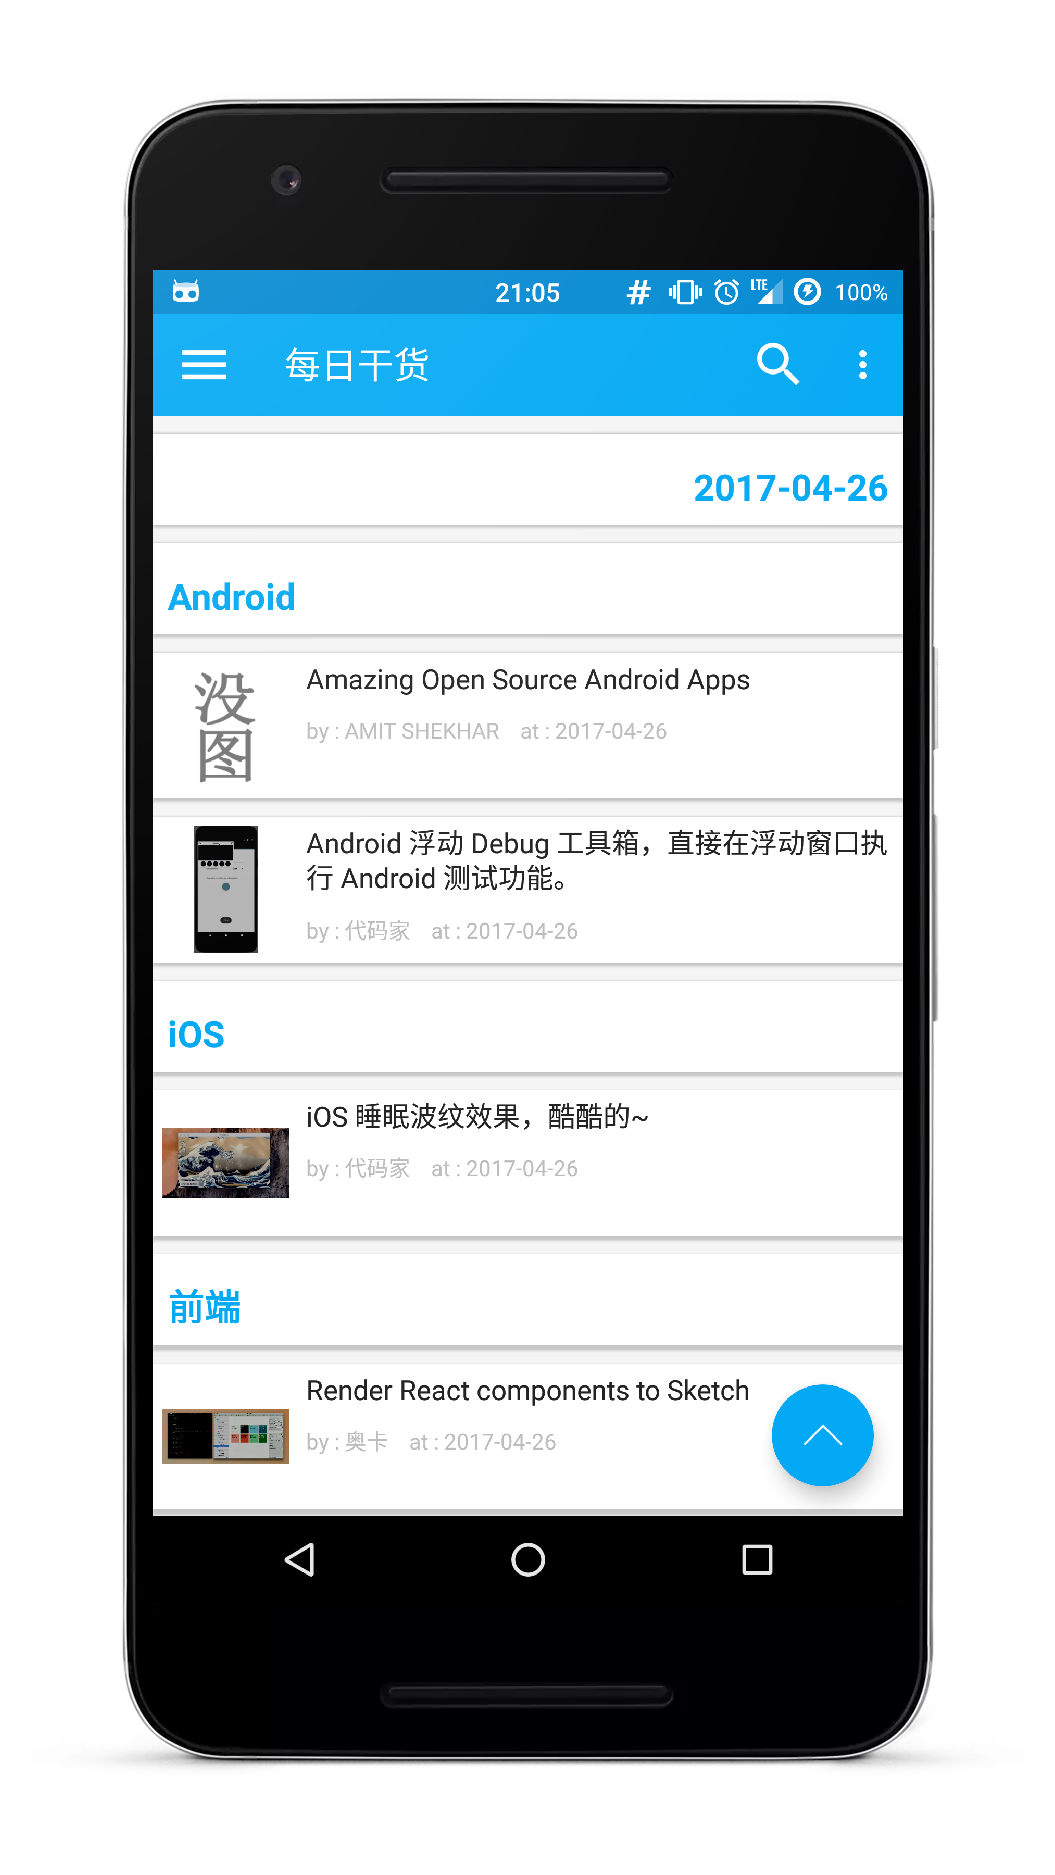 21:05 # LTE 100%
每日干货
2017-04-26
Android
没
图
Amazing Open Source Android Apps
by : AMIT SHEKHAR at : 2017-04-26
Android 浮动 Debug 工具箱，直接在浮动窗口执
行 Android 测试功能。
by : 代码家 at : 2017-04-26
iOS
iOS 睡眠波纹效果，酷酷的~
by : 代码家 at : 2017-04-26
前端
Render React components to Sketch
by : 奥卡 at : 2017-04-26